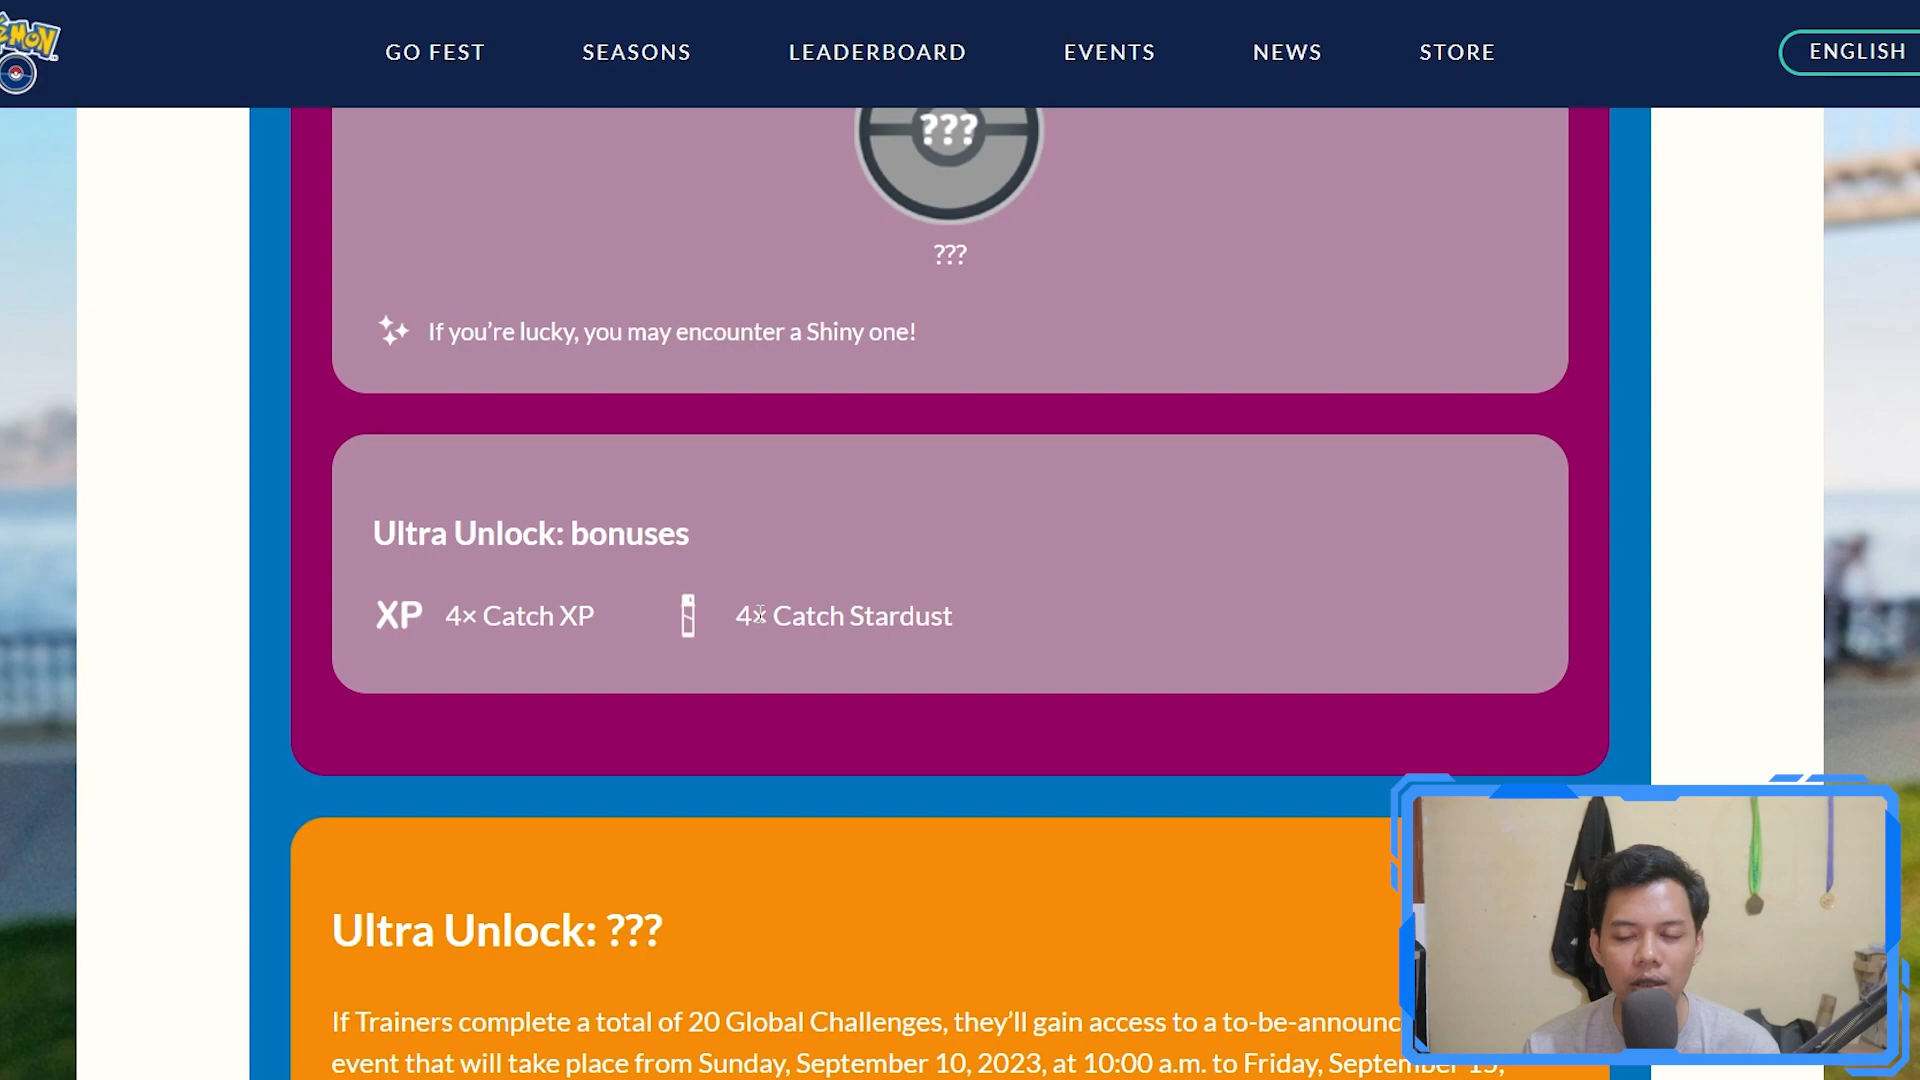 GO FEST SEASONS LEADERBOARD EVENTS NEWS STORE ENGLISH
???
???
If you’re lucky, you may encounter a Shiny one!
Ultra Unlock: bonuses
XP 4× Catch XP 4× Catch Stardust
Ultra Unlock: ???
If Trainers complete a total of 20 Global Challenges, they’ll gain access to a to-be-announc
event that will take place from Sunday, September 10, 2023, at 10:00 a.m. to Friday, September 15,